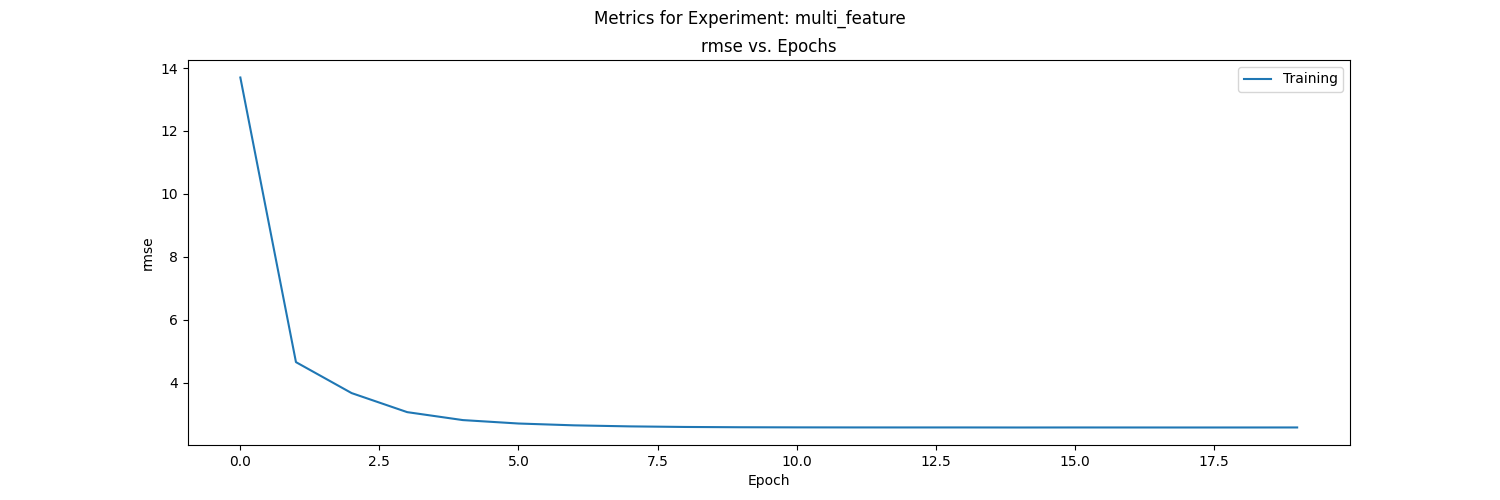 Metrics for Experiment: multi_feature
rmse vs. Epochs
Training
14
12
10
8
6
4
rmse
0.0 2.5 5.0 7.5 10.0 12.5 15.0 17.5
Epoch